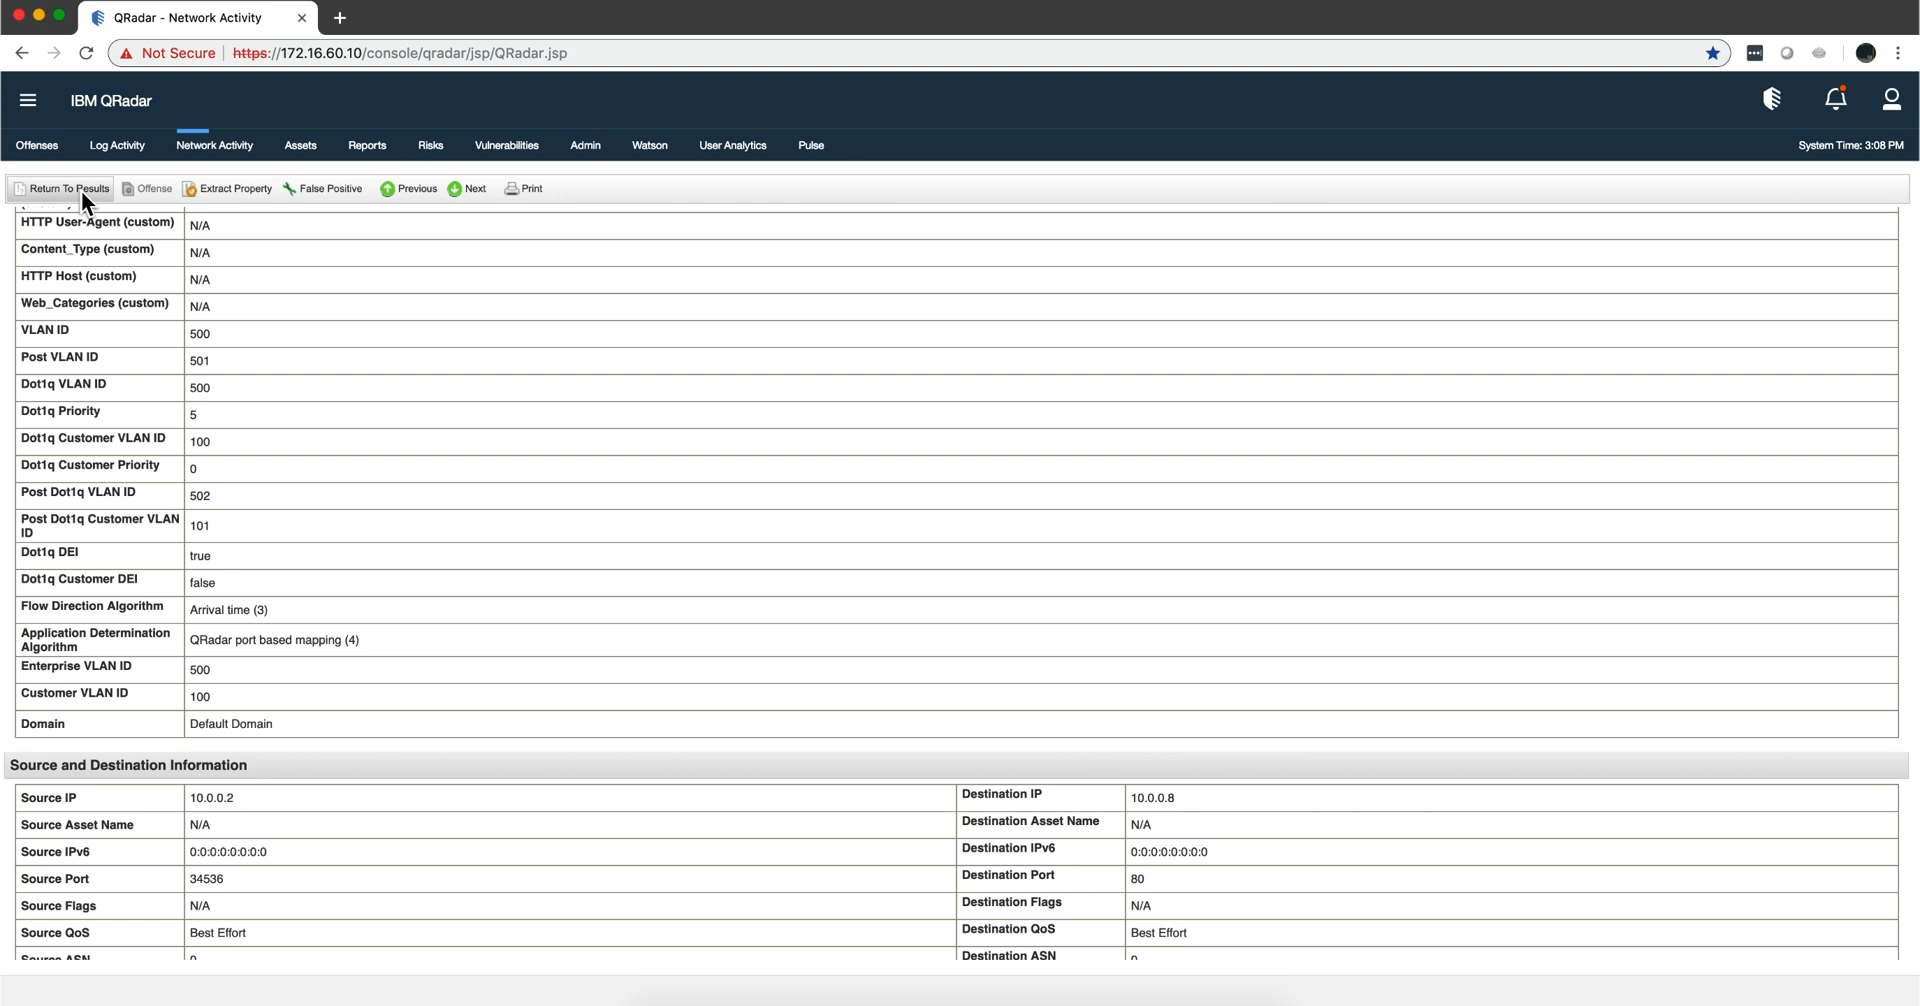 QRadar - Network Activity
Not Secure https://172.16.60.10/console/qradar/jsp/QRadar.jsp
IBM QRadar
Offenses Log Activity Network Activity Assets Reports Risks Vulnerabilities Admin Watson User Analytics Pulse System Time: 3:08 PM
Return To Results Offense Extract Property False Positive Previous Next Print
HTTP User-Agent (custom) N/A
Content_Type (custom) N/A
HTTP Host (custom) N/A
Web_Categories (custom) N/A
VLAN ID 500
Post VLAN ID 501
Dot1q VLAN ID 500
Dot1q Priority 5
Dot1q Customer VLAN ID 100
Dot1q Customer Priority 0
Post Dot1q VLAN ID 502
Post Dot1q Customer VLAN
ID 101
Dot1q DEI true
Dot1q Customer DEI false
Flow Direction Algorithm Arrival time (3)
Application Determination
Algorithm QRadar port based mapping (4)
Enterprise VLAN ID 500
Customer VLAN ID 100
Domain Default Domain
Source and Destination Information
Source IP 10.0.0.2 Destination IP 10.0.0.8
Source Asset Name N/A Destination Asset Name N/A
Source IPv6 0:0:0:0:0:0:0:0 Destination IPv6 0:0:0:0:0:0:0:0
Source Port 34536 Destination Port 80
Source Flags N/A Destination Flags N/A
Source QoS Best Effort Destination QoS Best Effort
Source ASN 0 Destination ASN 0